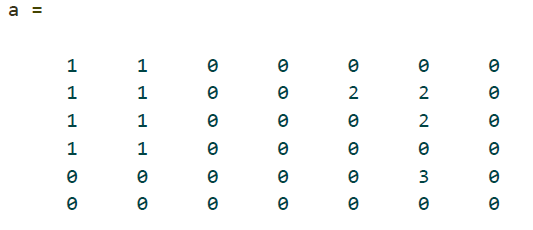 a =
1 1 0 0 0 0 0
1 1 0 0 2 2 0
1 1 0 0 0 2 0
1 1 0 0 0 0 0
0 0 0 0 0 3 0
0 0 0 0 0 0 0